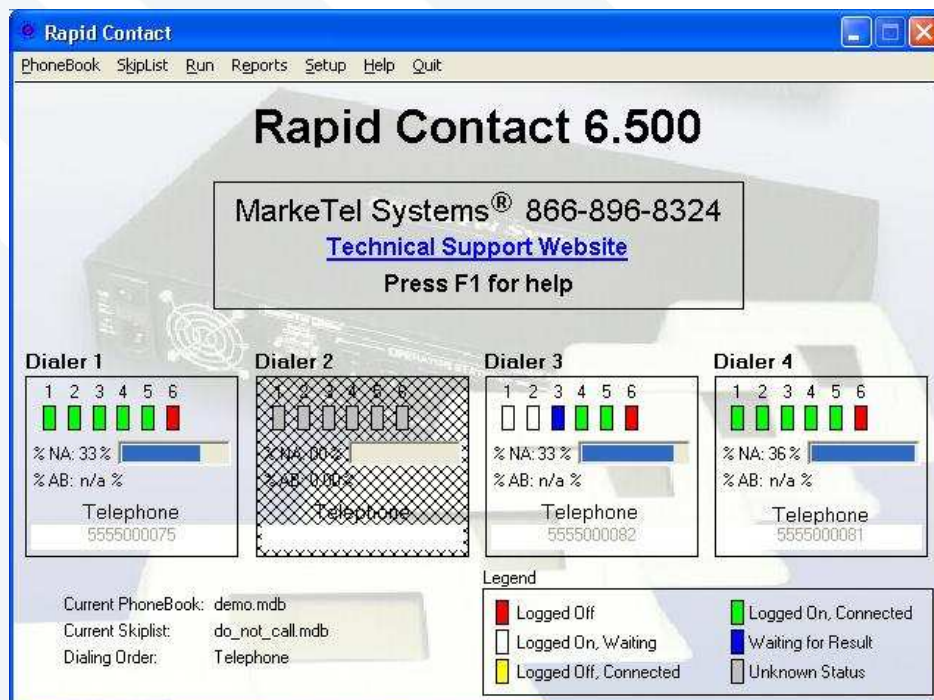 Rapid Contact
PhoneBook SkipList Run Reports Setup Help Quit
Rapid Contact 6.500
MarkeTel Systems® 866-896-8324
Technical Support Website
Press F1 for help
Dialer 1 Dialer 2 Dialer 3 Dialer 4
1 2 3 4 5 6 1 2 3 4 5 6 1 2 3 4 5 6 1 2 3 4 5 6
% NA: 33 % % NA: 00 % % NA: 33 % % NA: 36 %
% AB: n/a % % AB: 0.00 % % AB: n/a % % AB: n/a %
Telephone Telephone Telephone Telephone
5555000075 5555000082 5555000081
Legend
Current PhoneBook: demo.mdb
Current Skiplist: do_not_call.mdb
Dialing Order: Telephone
Logged Off Logged On, Connected
Logged On, Waiting Waiting for Result
Logged Off, Connected Unknown Status